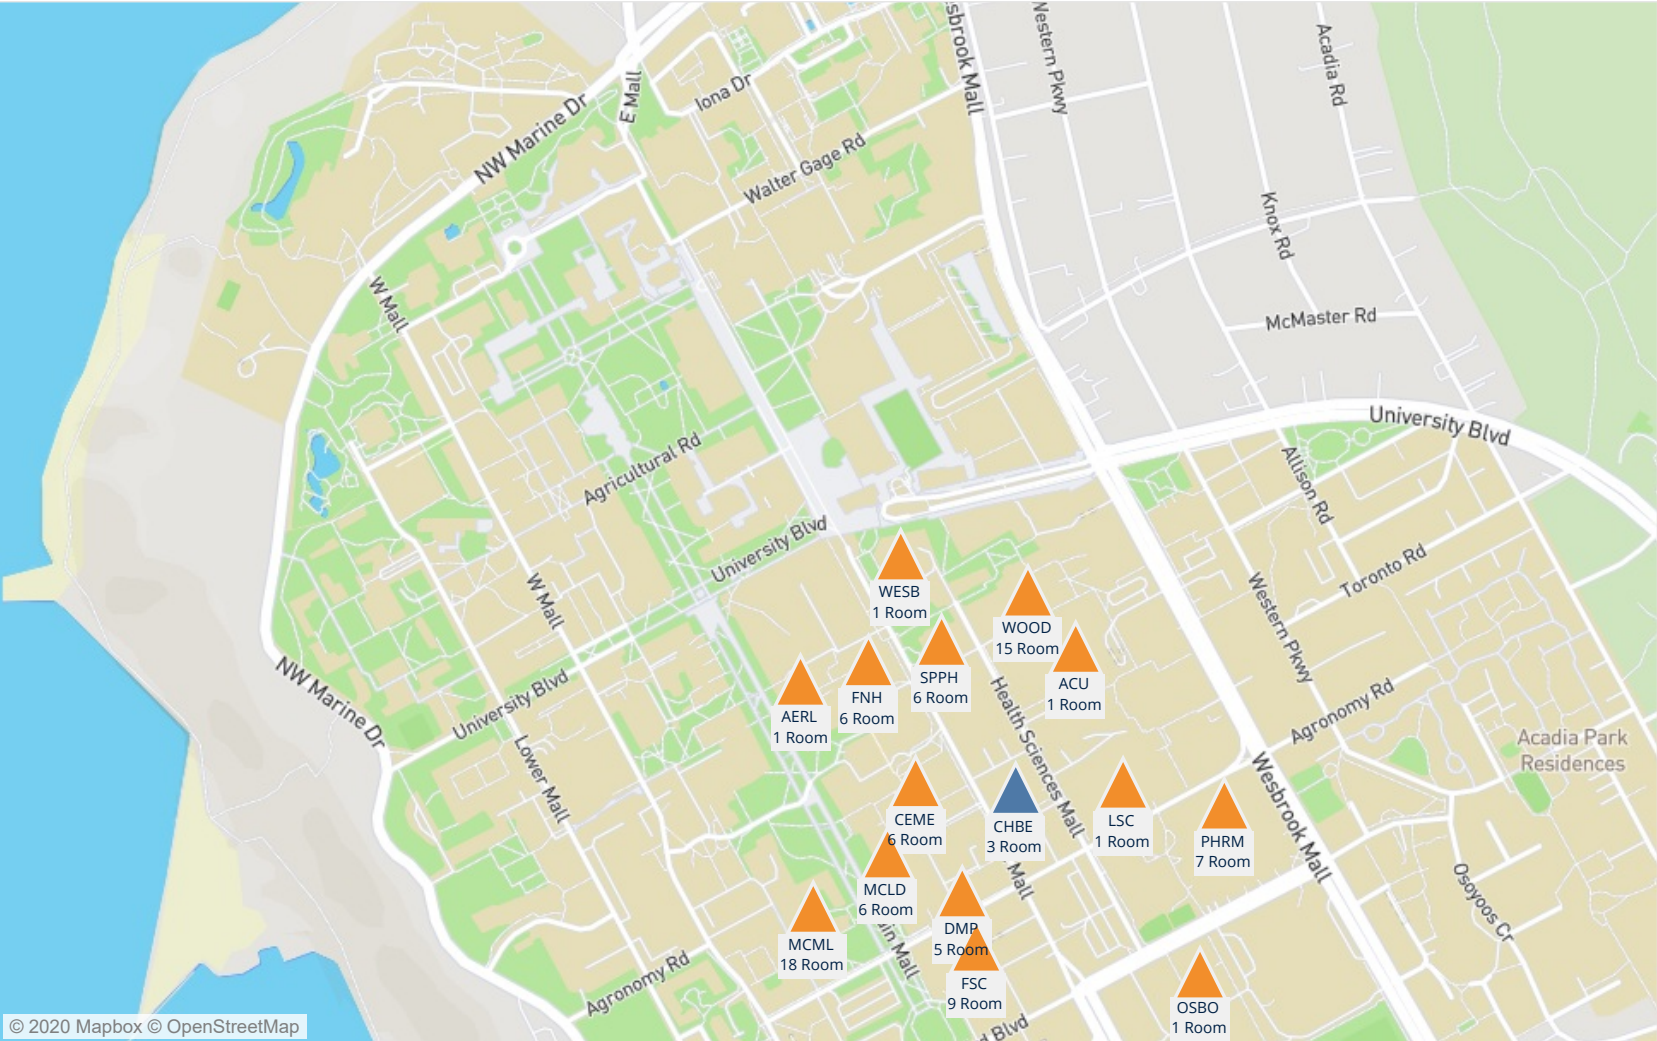 sbrook Mall
Western Pkwy
Acadia Rd
E Mall
Iona Dr
NW Marine Dr
Walter Gage Rd
Knox Rd
W Mall
McMaster Rd
University Blvd
Agricultural Rd
Allison Rd
University Blvd
Toronto Rd
W Mall
WESB
1 Room
Western Pkwy
WOOD
15 Room
NW Marine Dr
University Blvd
SPPH
6 Room
ACU
1 Room
FNH
6 Room
AERL
1 Room
Health Sciences Mall
Agronomy Rd
Acadia Park
Residences
Lower Mall
Wesbrook Mall
CEME
6 Room
CHBE
3 Room
LSC
1 Room
PHRM
7 Room
Mall
MCLD
6 Room
Osoyoos Cr
DMP
5 Room
MCML
18 Room
in Mall
Agronomy Rd
FSC
9 Room
OSBO
1 Room
d Blvd
© 2020 Mapbox © OpenStreetMap